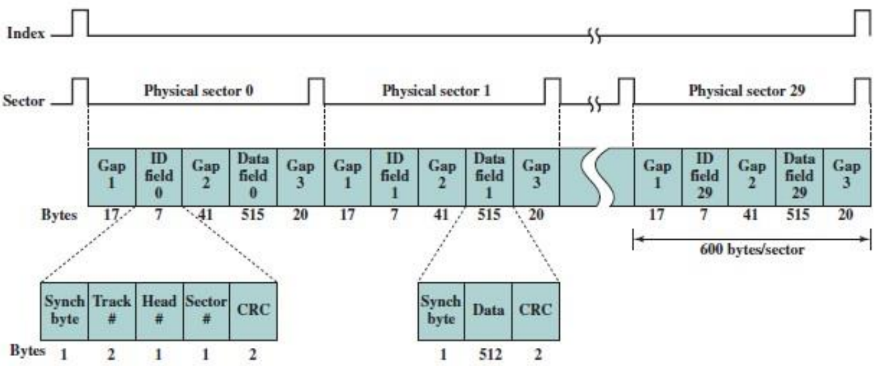 Index
Sector
Physical sector 0 Physical sector 1 Physical sector 29
Gap 1 ID field 0 Gap 2 Data field 0 Gap 3 Gap 1 ID field 1 Gap 2 Data field 1 Gap 3 Gap 1 ID field 29 Gap 2 Data field 29 Gap 3
Bytes 17 7 41 515 20 17 7 41 515 20 17 7 41 515 20
600 bytes/sector
Synch byte Track # Head # Sector # CRC Synch byte Data CRC
Bytes 1 2 1 1 2 1 512 2